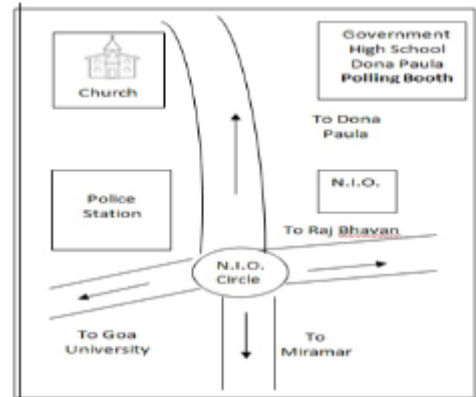 Government
High School
Dona Paula
Polling Booth
Church
To Dona
Paula
Police
Station
N.I.O.
To Raj Bhavan
N.I.O.
Circle
To Goa
University
To
Miramar